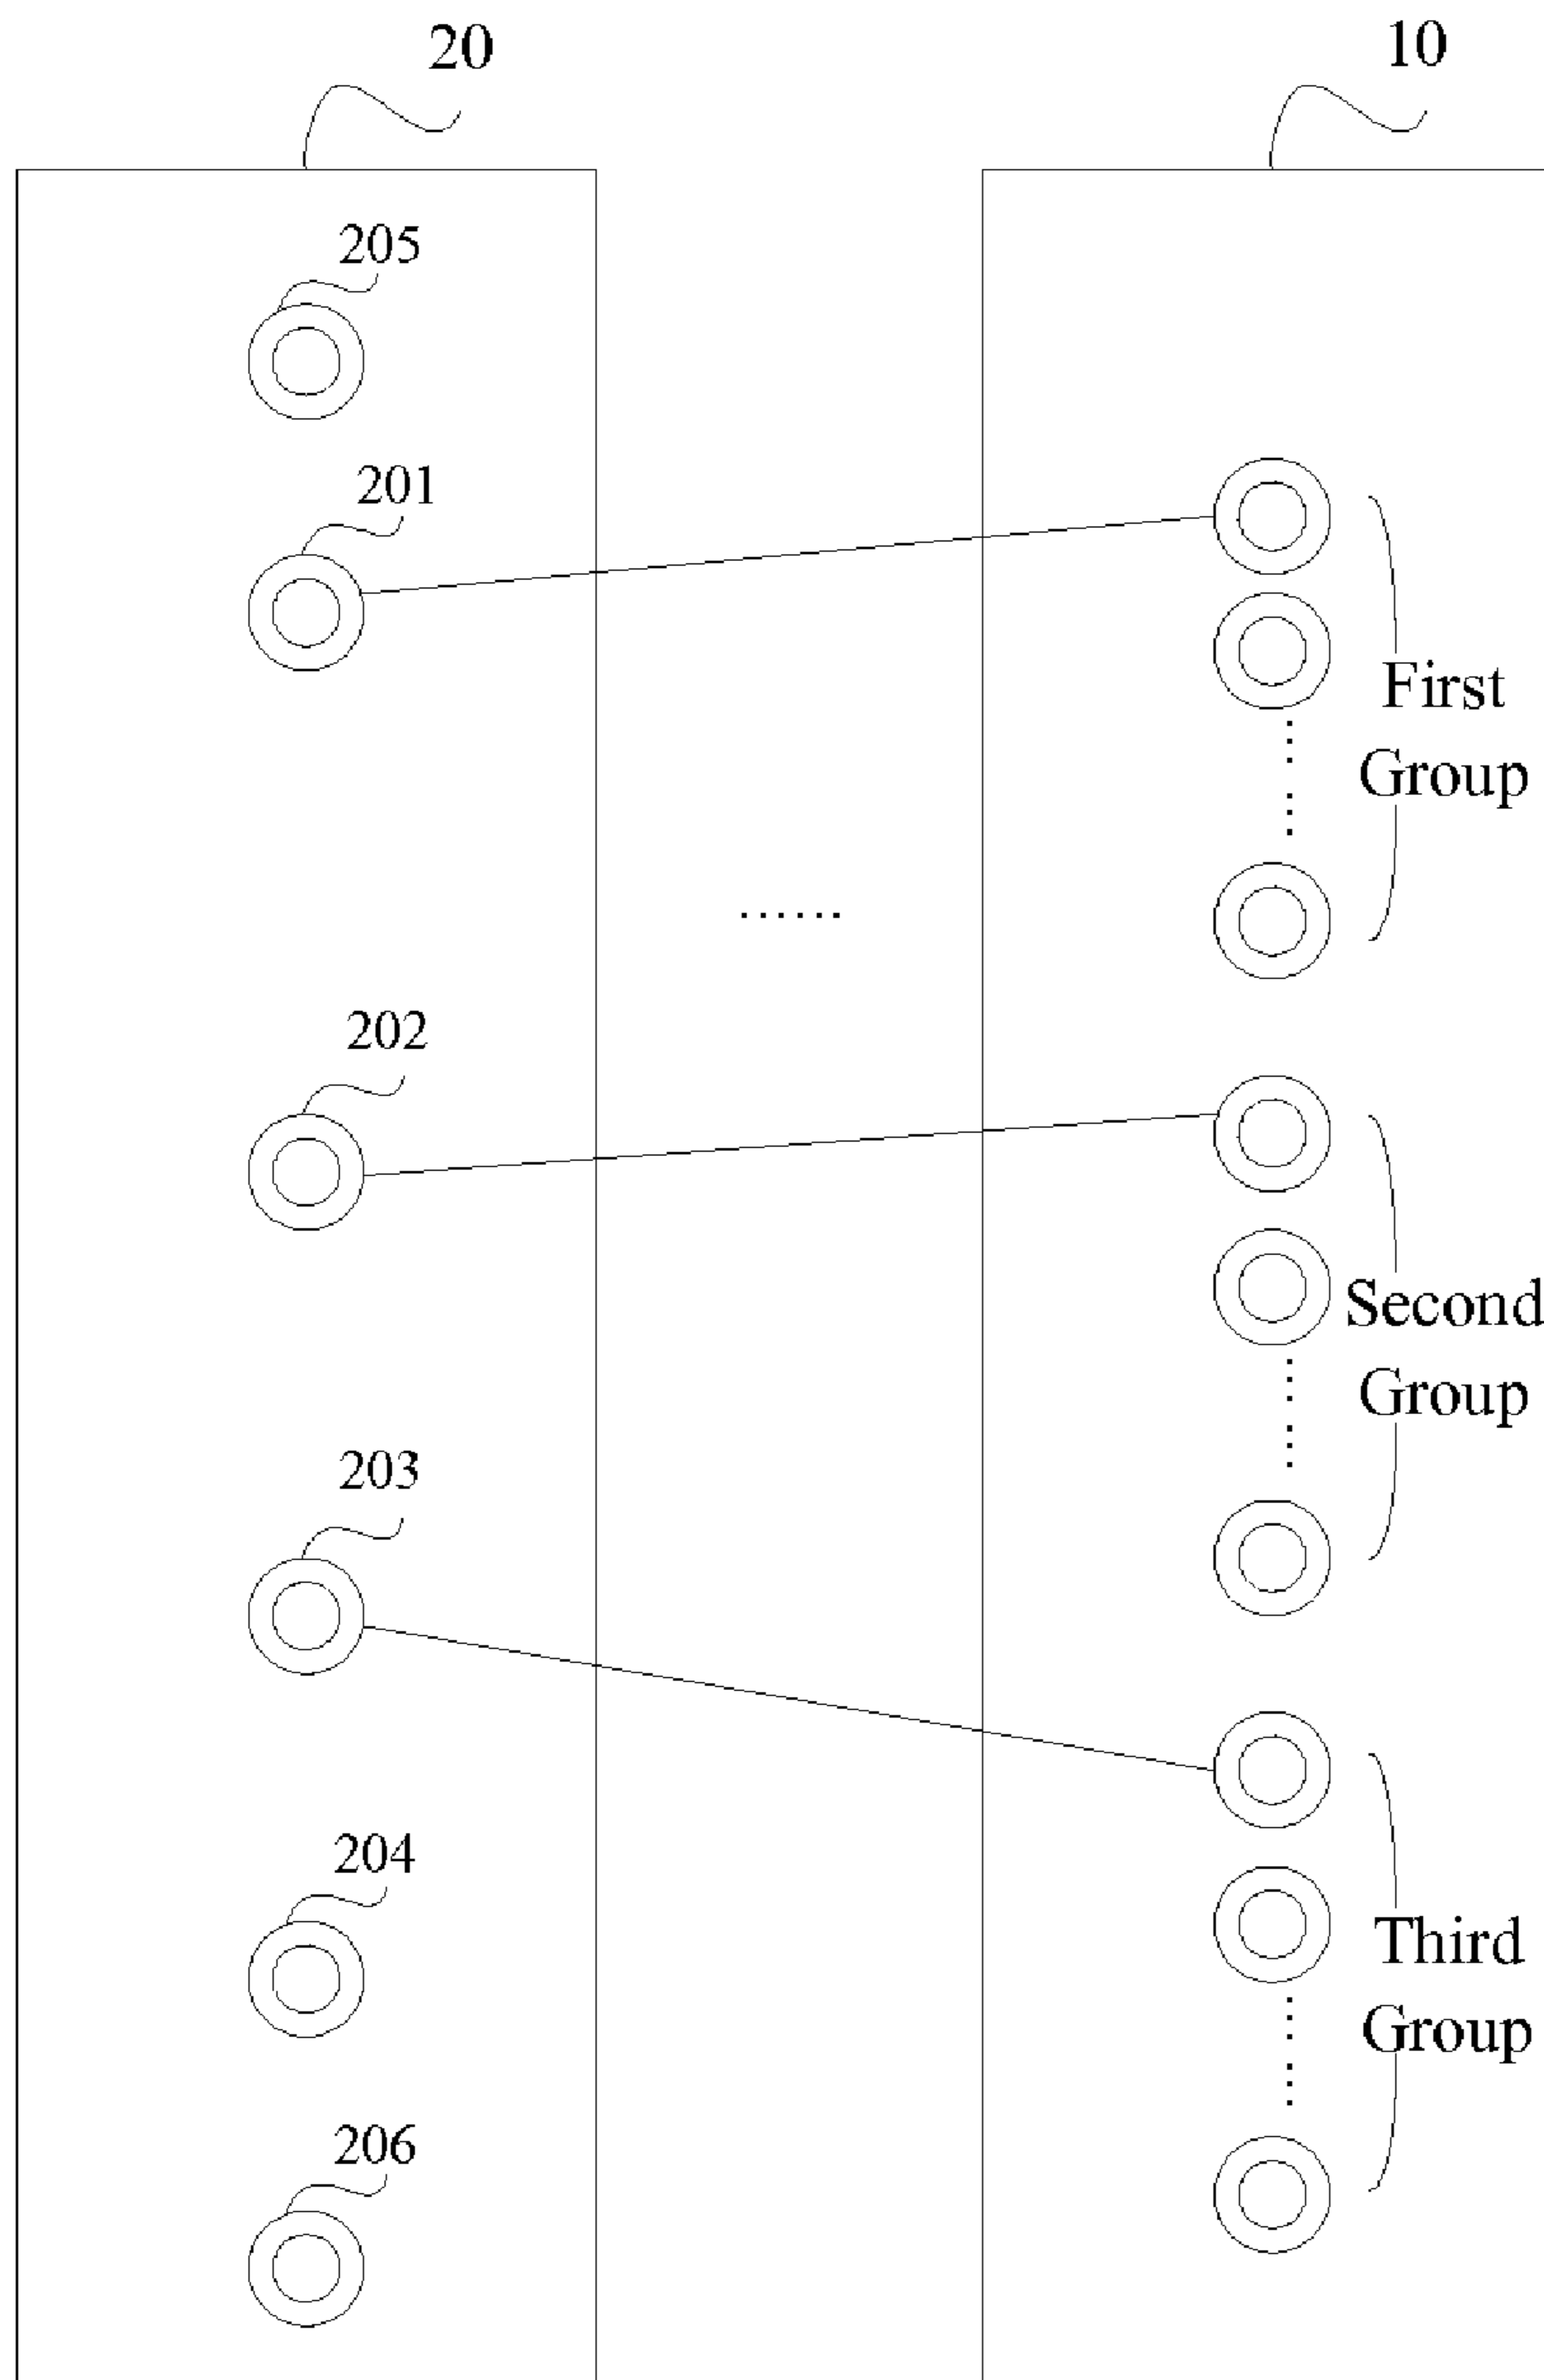 20
10
205
201
First
Group
......
202
Second
Group
203
204
Third
Group
206